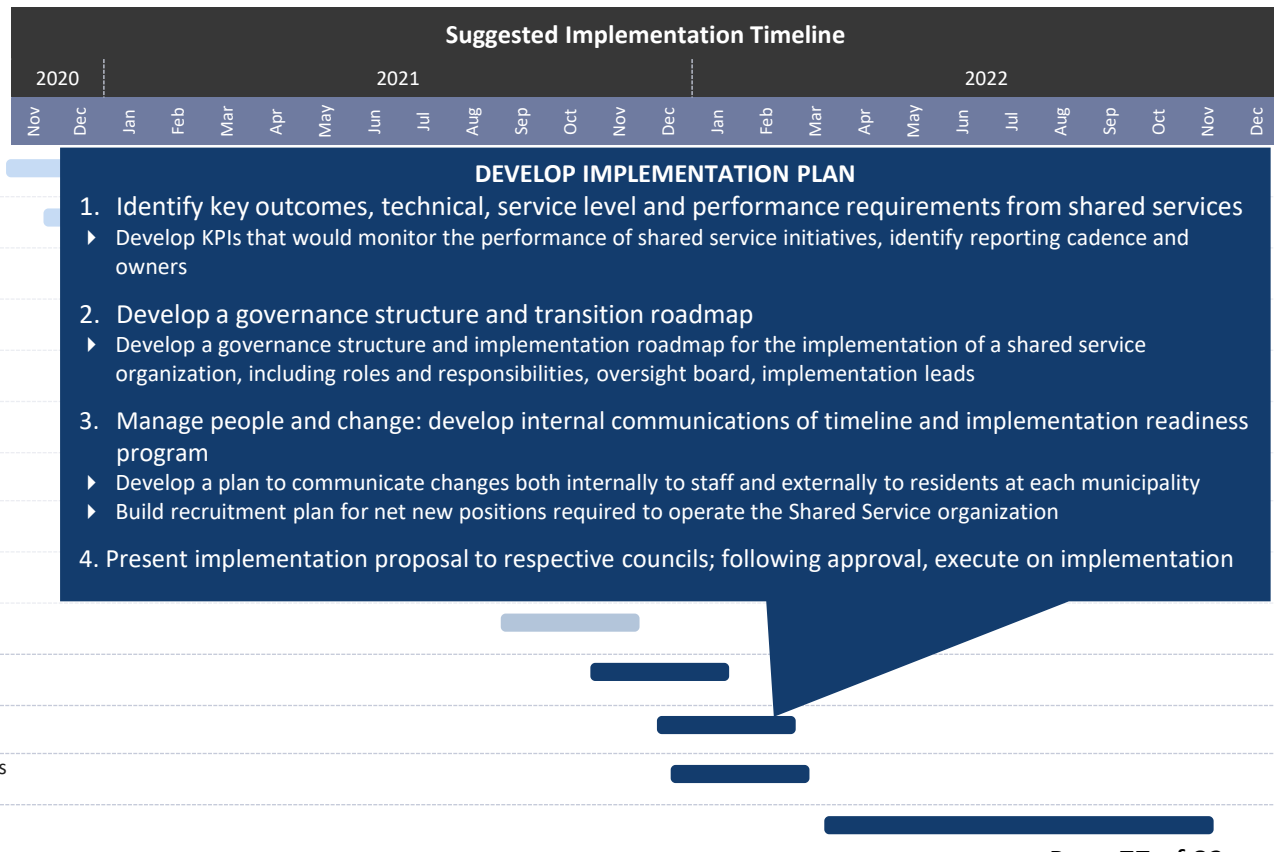 Suggested Implementation Timeline
2020 2021 2022
Nov Dec Jan Feb Mar Apr May Jun Jul Aug Sep Oct Nov Dec Jan Feb Mar Apr May Jun Jul Aug Sep Oct Nov Dec
DEVELOP IMPLEMENTATION PLAN
1. Identify key outcomes, technical, service level and performance requirements from shared services
Develop KPIs that would monitor the performance of shared service initiatives, identify reporting cadence and
owners
2. Develop a governance structure and transition roadmap
Develop a governance structure and implementation roadmap for the implementation of a shared service
organization, including roles and responsibilities, oversight board, implementation leads
3. Manage people and change: develop internal communications of timeline and implementation readiness
program
Develop a plan to communicate changes both internally to staff and externally to residents at each municipality
Build recruitment plan for net new positions required to operate the Shared Service organization
4. Present implementation proposal to respective councils; following approval, execute on implementation
s